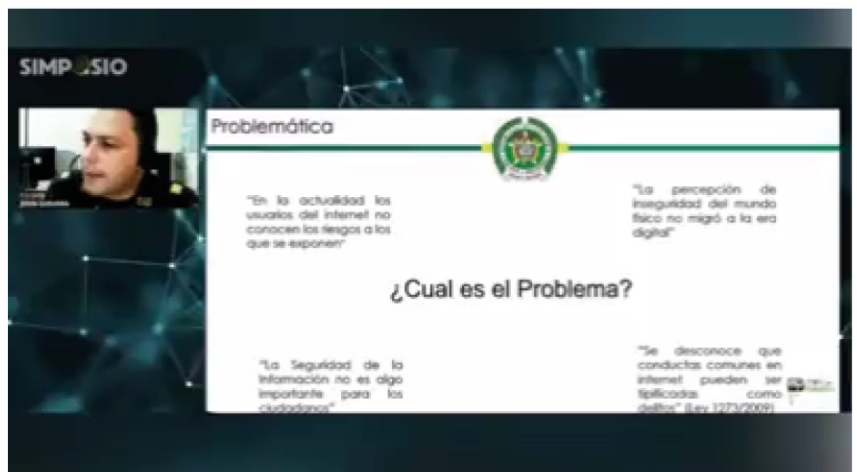 SIMPOSIO
Problemática
"En la actualidad los
usuarios del internet no
conocen los riesgos a los
que se exponen"
"La percepción de
inseguridad del mundo
físico no migró a la era
digital"
¿Cual es el Problema?
"La Seguridad de la
Información no es algo
importante para los
ciudadanos"
"Se desconoce que
conductas comunes en
internet pueden ser
tipificadas como
delitos" (Ley 1273/2009)